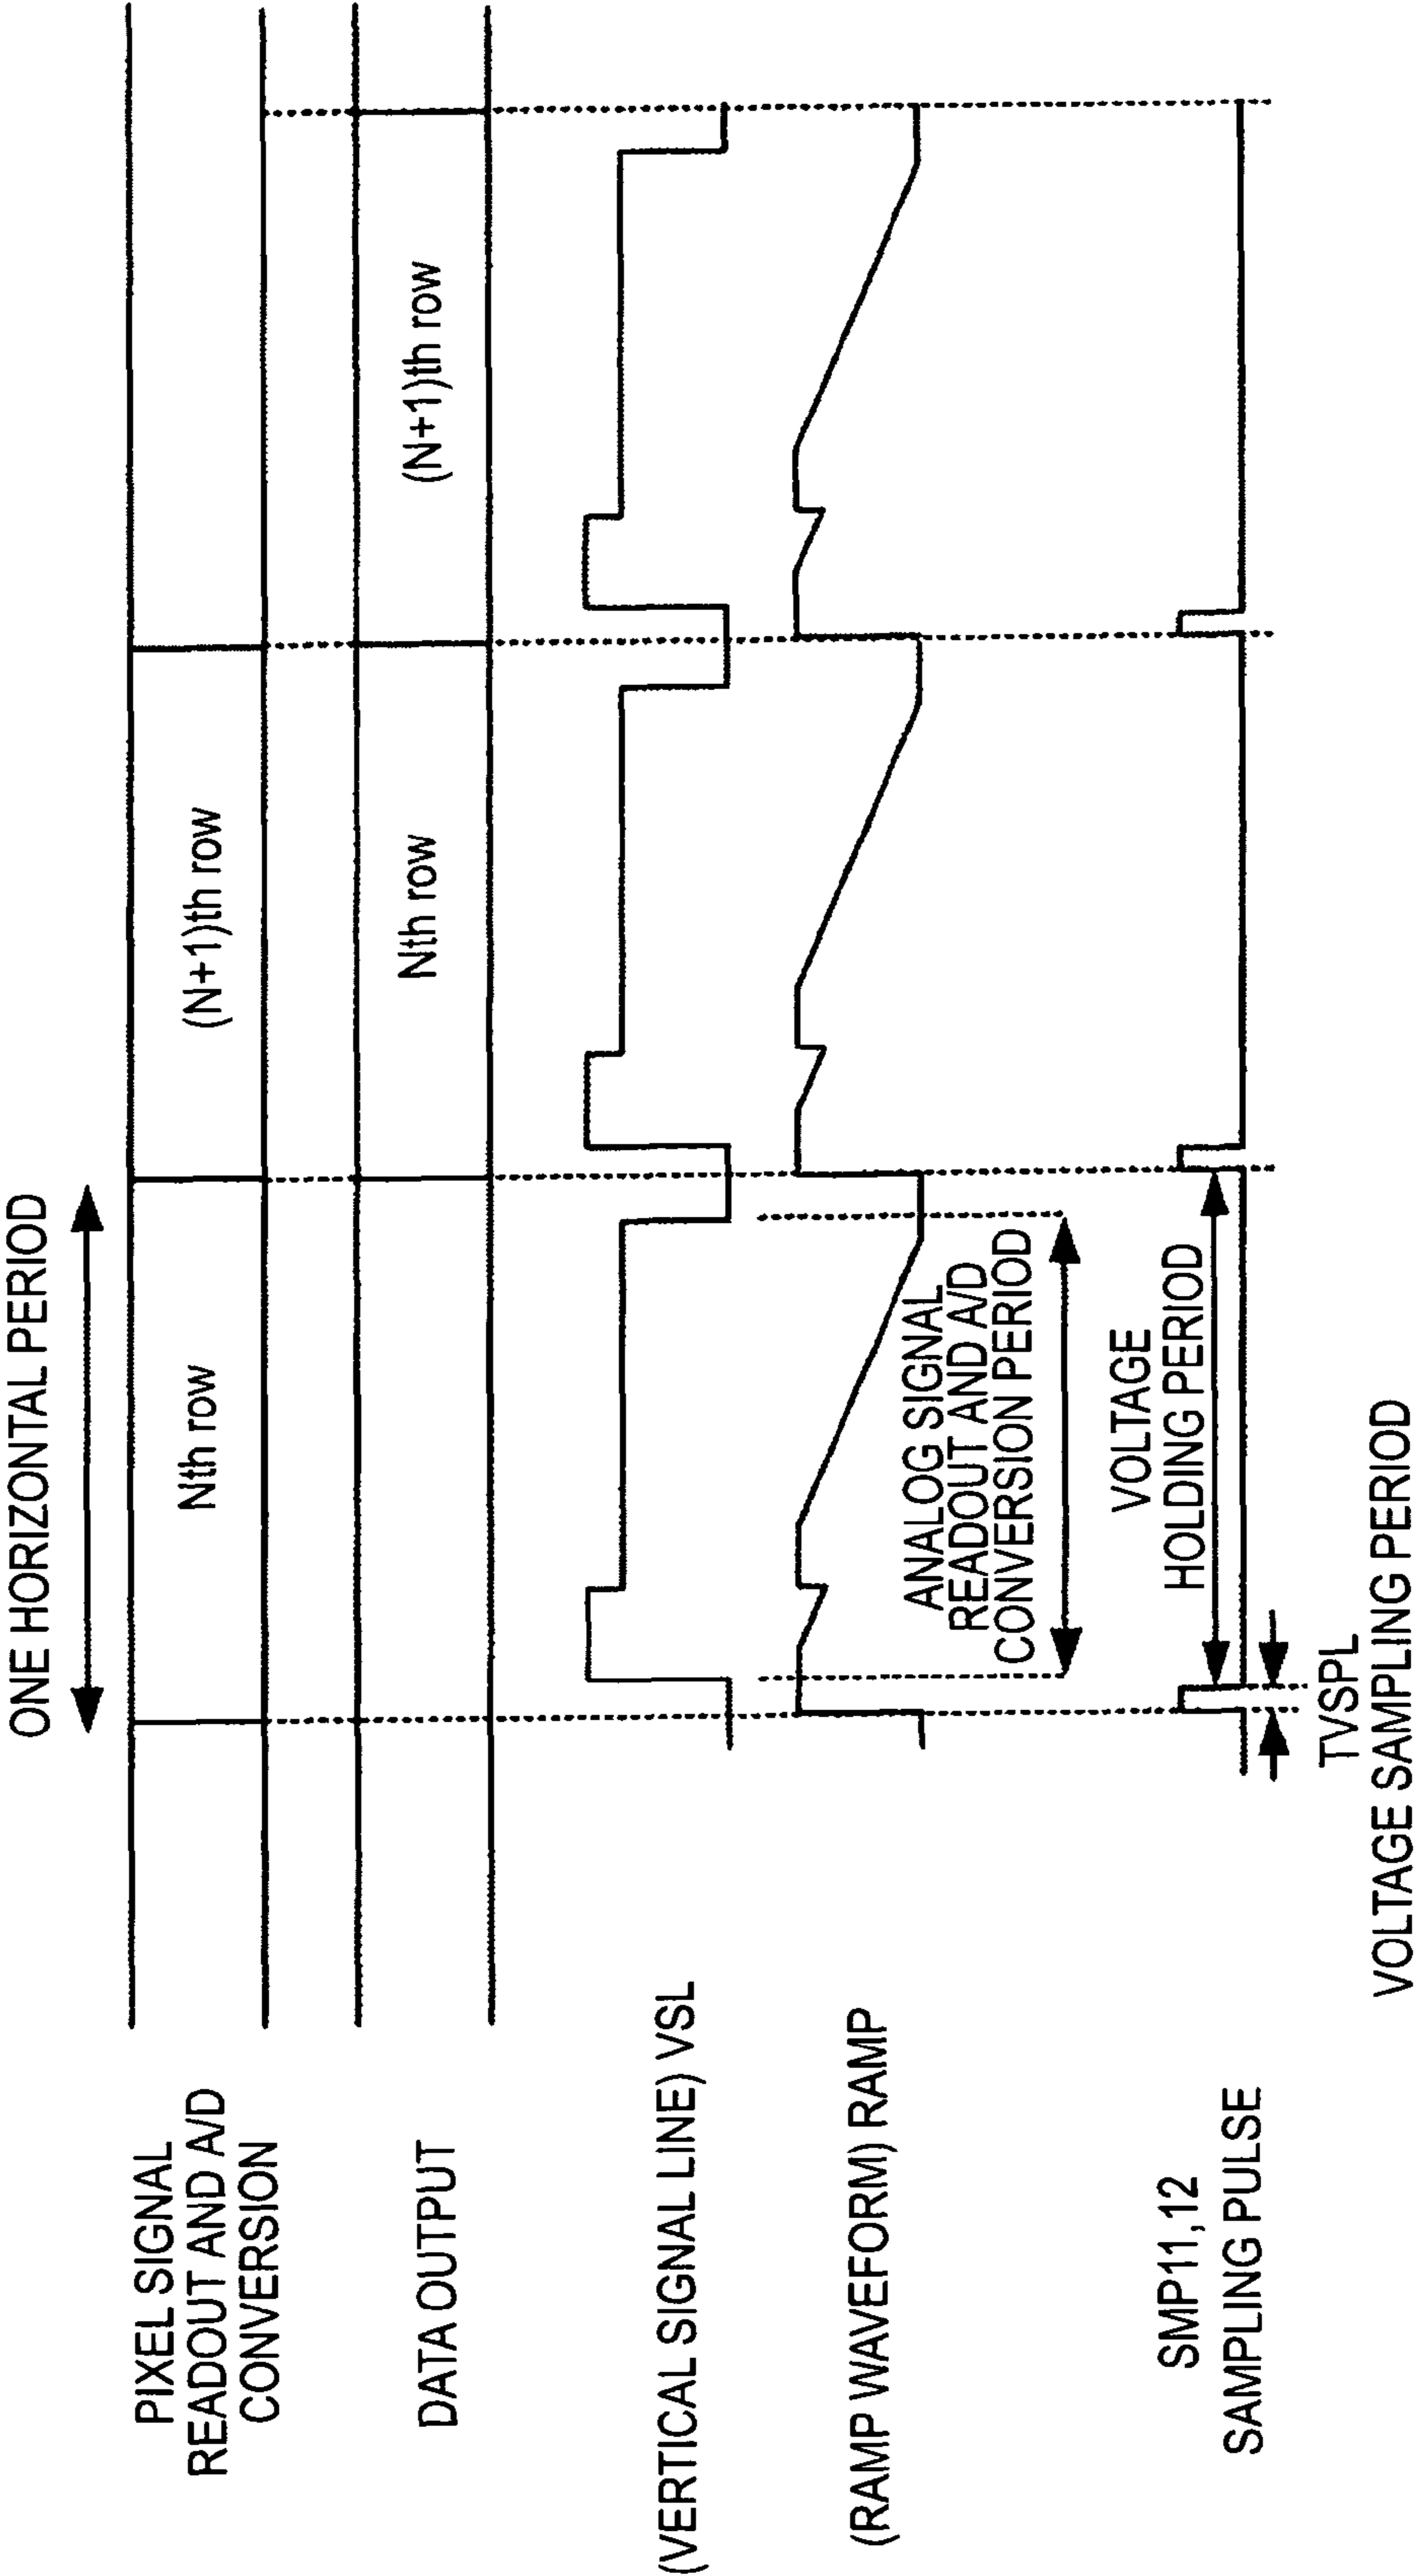 ONE HORIZONTAL PERIOD
PIXEL SIGNAL
READOUT AND A/D
CONVERSION
Nth row
(N+1)th row
DATA OUTPUT
Nth row
(N+1)th row
(VERTICAL SIGNAL LINE) VSL
(RAMP WAVEFORM) RAMP
ANALOG SIGNAL
READOUT AND A/D
CONVERSION PERIOD
VOLTAGE
HOLDING PERIOD
SMP11,12
SAMPLING PULSE
TVSPL
VOLTAGE SAMPLING PERIOD